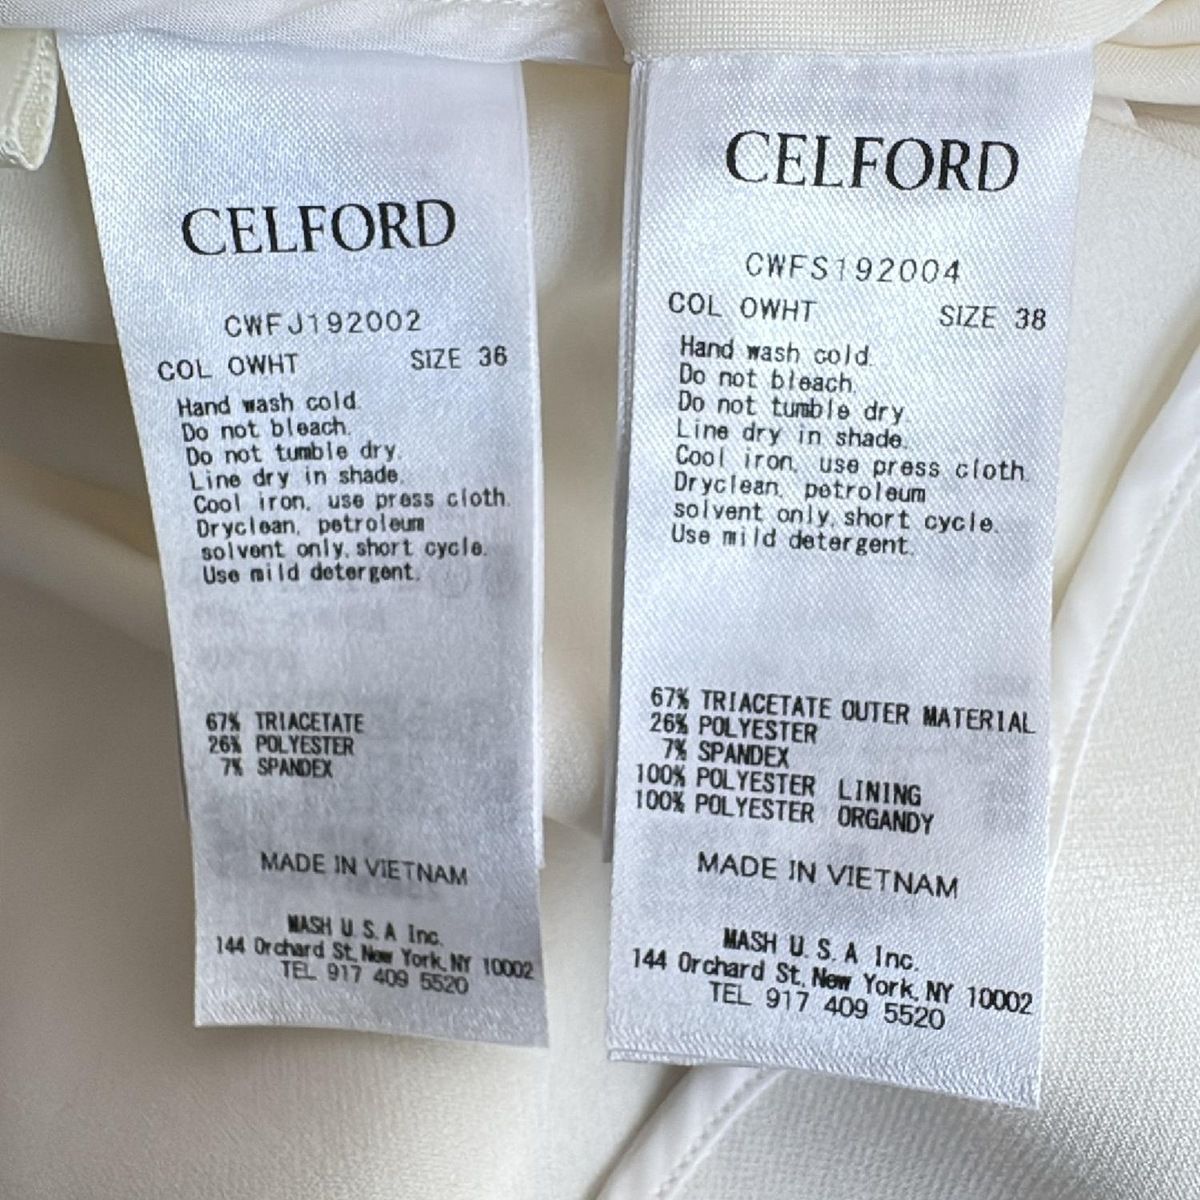 CELFORD
CWFJ192002
COL OWHT SIZE 36
Hand wash cold.
Do not bleach.
Do not tumble dry.
Line dry in shade.
Cool iron, use press cloth.
Dryclean, petroleum
solvent only, short cycle.
Use mild detergent.
67% TRIACETATE
26% POLYESTER
7% SPANDEX
MADE IN VIETNAM
MASH U.S.A Inc.
144 Orchard St, New York, NY 10002
TEL 917 409 5520
CELFORD
CWFS192004
COL OWHT SIZE 38
Hand wash cold.
Do not bleach.
Do not tumble dry.
Line dry in shade.
Cool iron, use press cloth.
Dryclean, petroleum
solvent only, short cycle.
Use mild detergent.
67% TRIACETATE OUTER MATERIAL
26% POLYESTER
7% SPANDEX
100% POLYESTER LINING
100% POLYESTER ORGANDY
MADE IN VIETNAM
MASH U.S.A Inc.
144 Orchard St, New York, NY 10002
TEL 917 409 5520